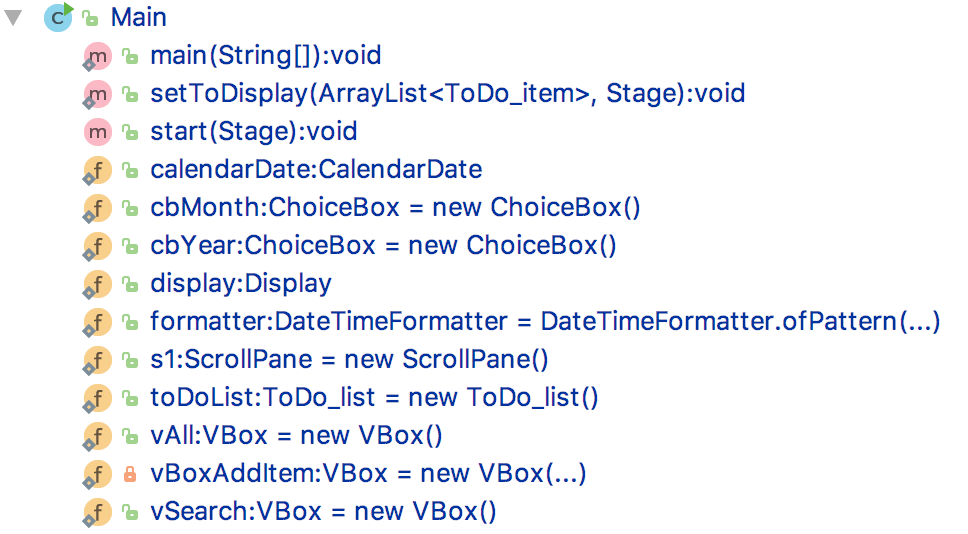 Main
main(String[]):void
setToDisplay(ArrayList<ToDo_item>, Stage):void
start(Stage):void
calendarDate:CalendarDate
cbMonth:ChoiceBox = new ChoiceBox()
cbYear:ChoiceBox = new ChoiceBox()
display:Display
formatter:DateTimeFormatter = DateTimeFormatter.ofPattern(...)
s1:ScrollPane = new ScrollPane()
toDoList:ToDo_list = new ToDo_list()
vAll:VBox = new VBox()
vBoxAddItem:VBox = new VBox(...)
vSearch:VBox = new VBox()